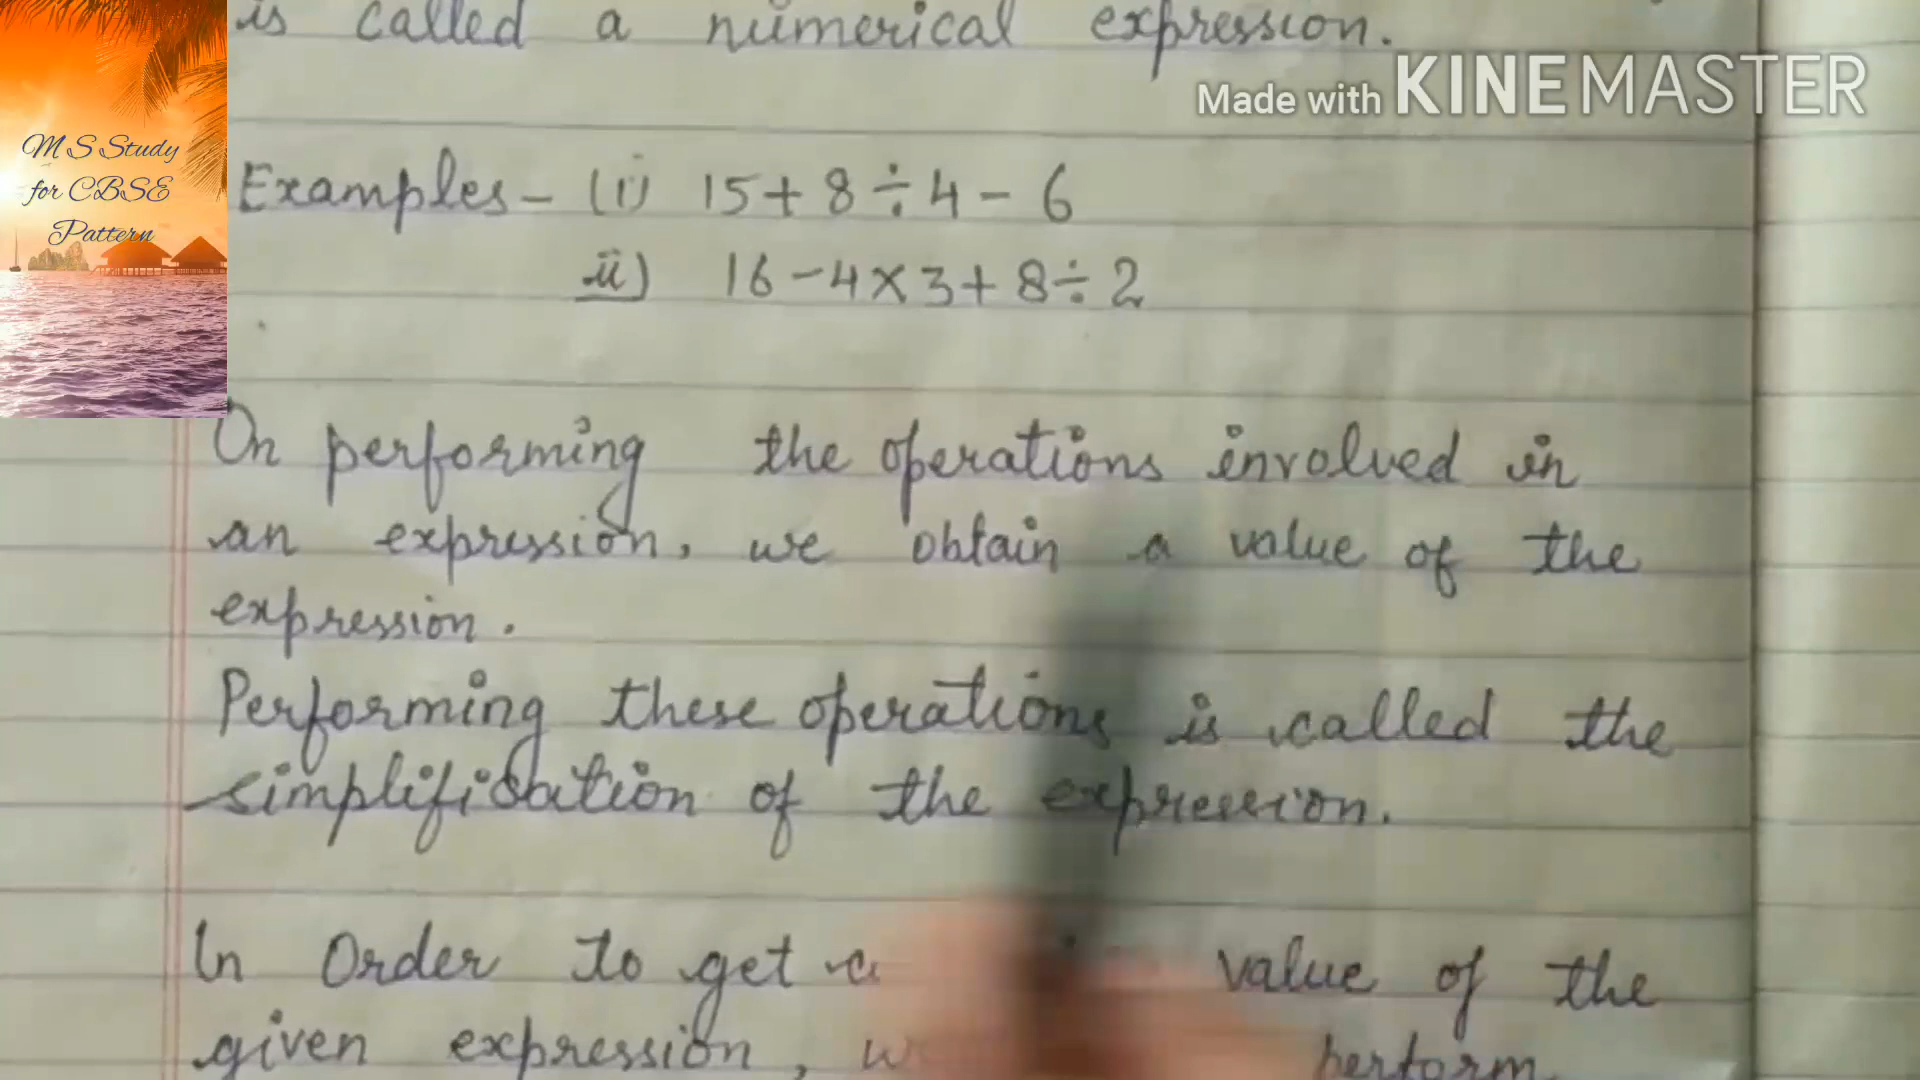 is called a numerical expression.
Made with KINEMASTER
M S Study
for CBSE
Pattern
Examples - (i) 15 + 8 ÷ 4 - 6
ii) 16 - 4 × 3 + 8 ÷ 2
On performing the operations involved in
an expression, we obtain a value of the
expression.
Performing these operations is called the
simplification of the expression.
In Order to get a value of the
given expression, perform